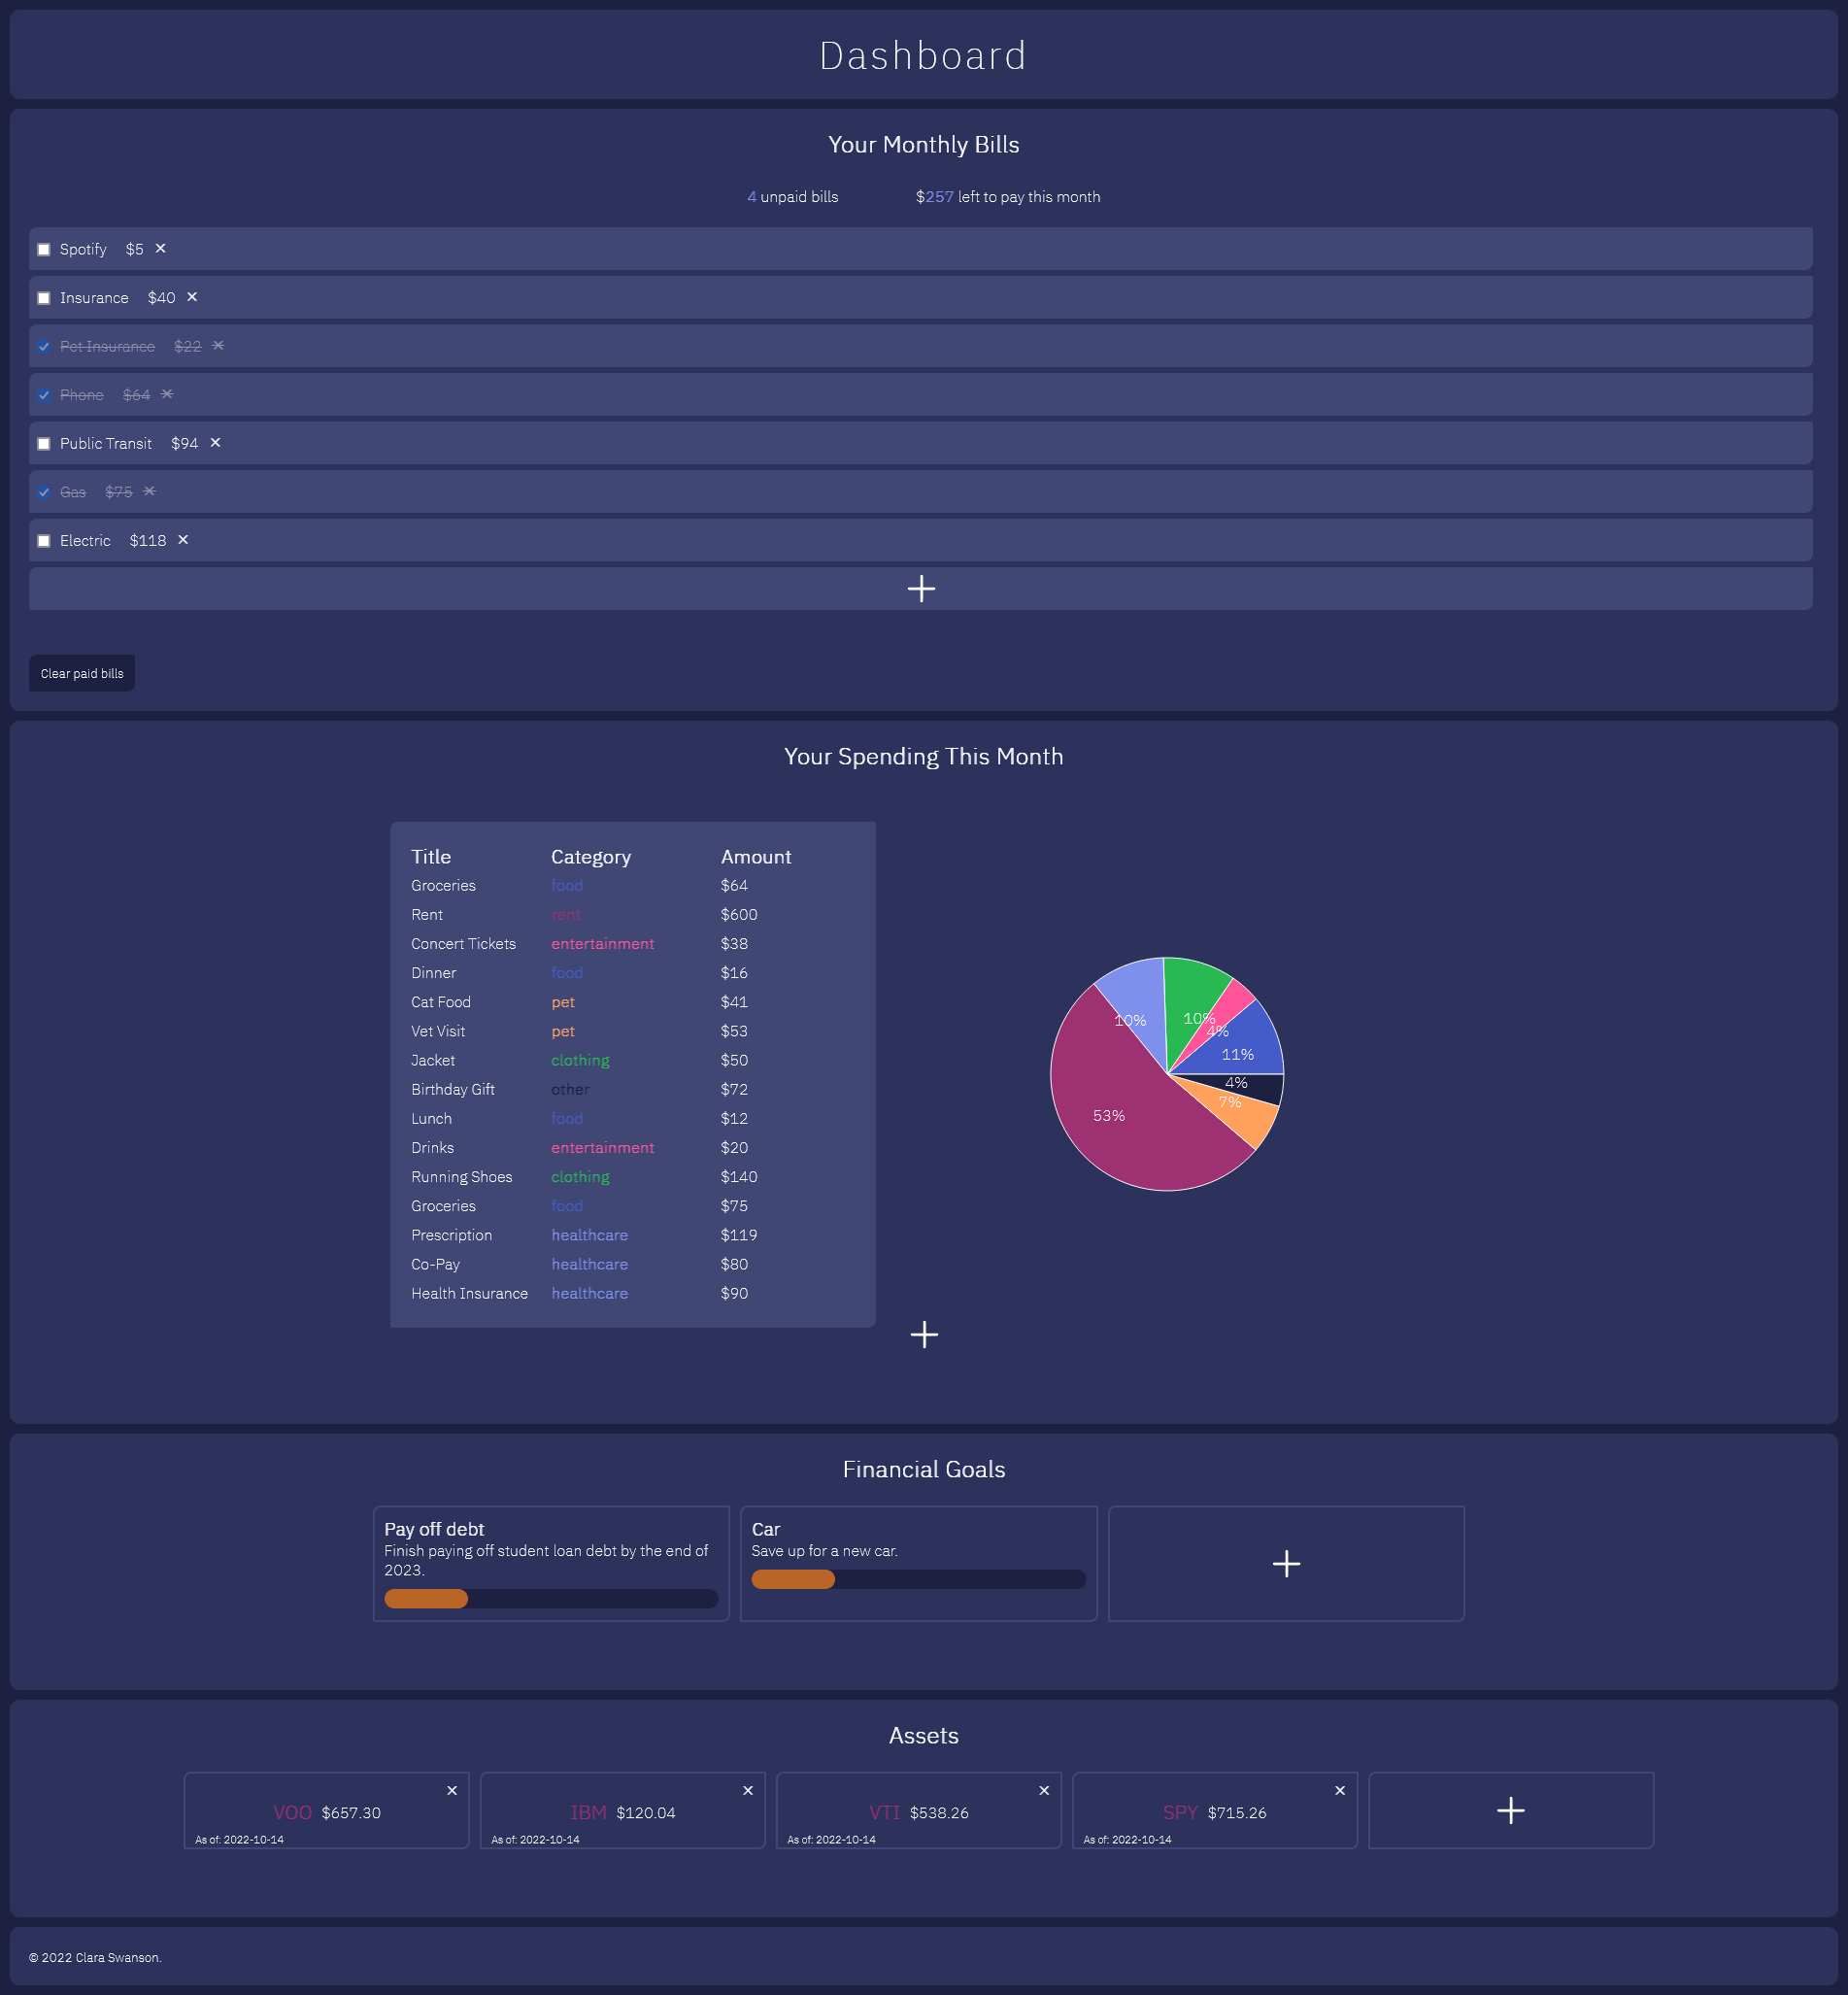 Dashboard
Your Monthly Bills
4 unpaid bills $257 left to pay this month
Spotify $5 ✕
Insurance $40 ✕
Pet Insurance $22 ✕
Phone $64 ✕
Public Transit $94 ✕
Gas $75 ✕
Electric $118 ✕
+
Clear paid bills
Your Spending This Month
Title Category Amount
Groceries food $64
Rent rent $600
Concert Tickets entertainment $38
Dinner food $16
Cat Food pet $41
Vet Visit pet $53
Jacket clothing $50
Birthday Gift other $72
Lunch food $12
Drinks entertainment $20
Running Shoes clothing $140
Groceries food $75
Prescription healthcare $119
Co-Pay healthcare $80
Health Insurance healthcare $90
10%
10%
4%
11%
4%
7%
53%
+
Financial Goals
Pay off debt
Finish paying off student loan debt by the end of
2023.
Car
Save up for a new car.
+
Assets
✕
VOO $657.30
As of: 2022-10-14
✕
IBM $120.04
As of: 2022-10-14
✕
VTI $538.26
As of: 2022-10-14
✕
SPY $715.26
As of: 2022-10-14
+
© 2022 Clara Swanson.